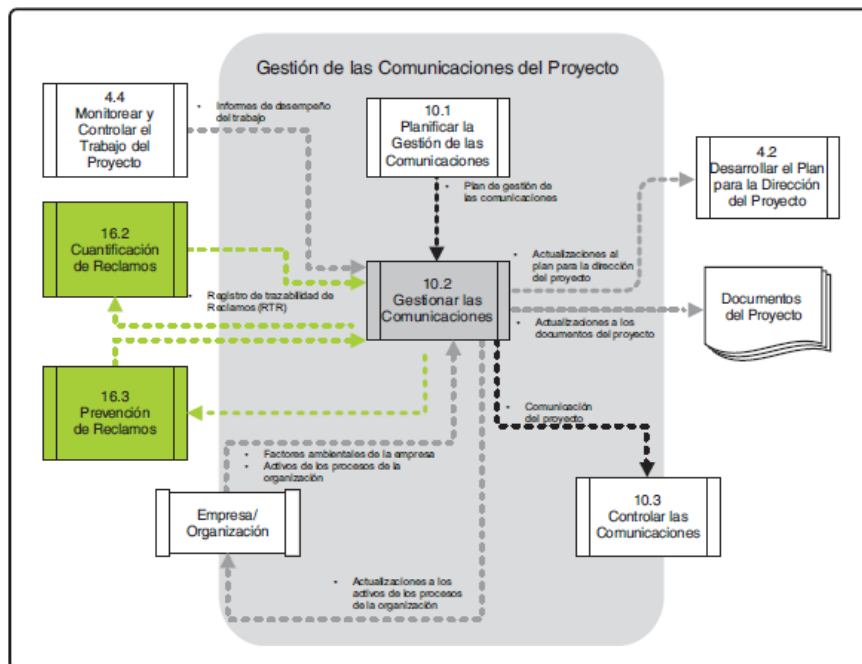 Gestión de las Comunicaciones del Proyecto
4.4
Monitorear y
Controlar el
Trabajo del
Proyecto
• Informes de desempeño
del trabajo
10.1
Planificar la
Gestión de las
Comunicaciones
4.2
Desarrollar el Plan
para la Dirección
del Proyecto
• Plan de gestión de
las comunicaciones
16.2
Cuantificación
de Reclamos
• Actualizaciones al
plan para la dirección
del proyecto
10.2
Gestionar las
Comunicaciones
• Registro de trazabilidad de
Reclamos (RTR)
Documentos
del Proyecto
• Actualizaciones a los
documentos del proyecto
16.3
Prevención
de Reclamos
• Comunicación
del proyecto
• Factores ambientales de la empresa
• Activos de los procesos de la
organización
10.3
Controlar las
Comunicaciones
Empresa/
Organización
• Actualizaciones a los
activos de los procesos
de la organización